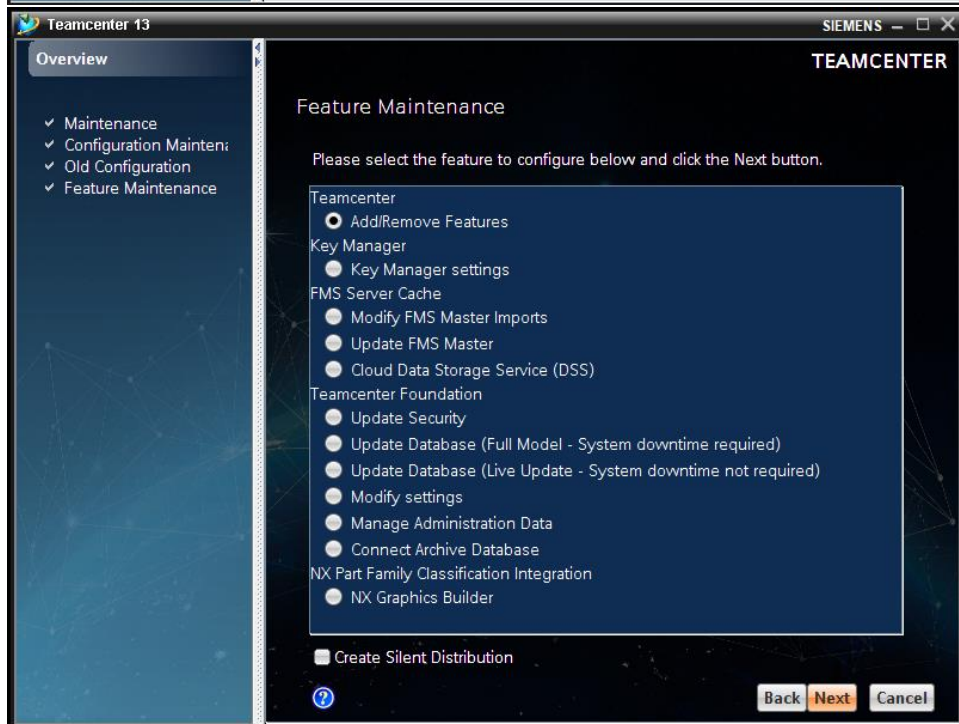 Teamcenter 13
SIEMENS
Overview
TEAMCENTER
Maintenance
Configuration Maintena
Old Configuration
Feature Maintenance
Feature Maintenance
Please select the feature to configure below and click the Next button.
Teamcenter
Add/Remove Features
Key Manager
Key Manager settings
FMS Server Cache
Modify FMS Master Imports
Update FMS Master
Cloud Data Storage Service (DSS)
Teamcenter Foundation
Update Security
Update Database (Full Model - System downtime required)
Update Database (Live Update - System downtime not required)
Modify settings
Manage Administration Data
Connect Archive Database
NX Part Family Classification Integration
NX Graphics Builder
Create Silent Distribution
Back Next Cancel